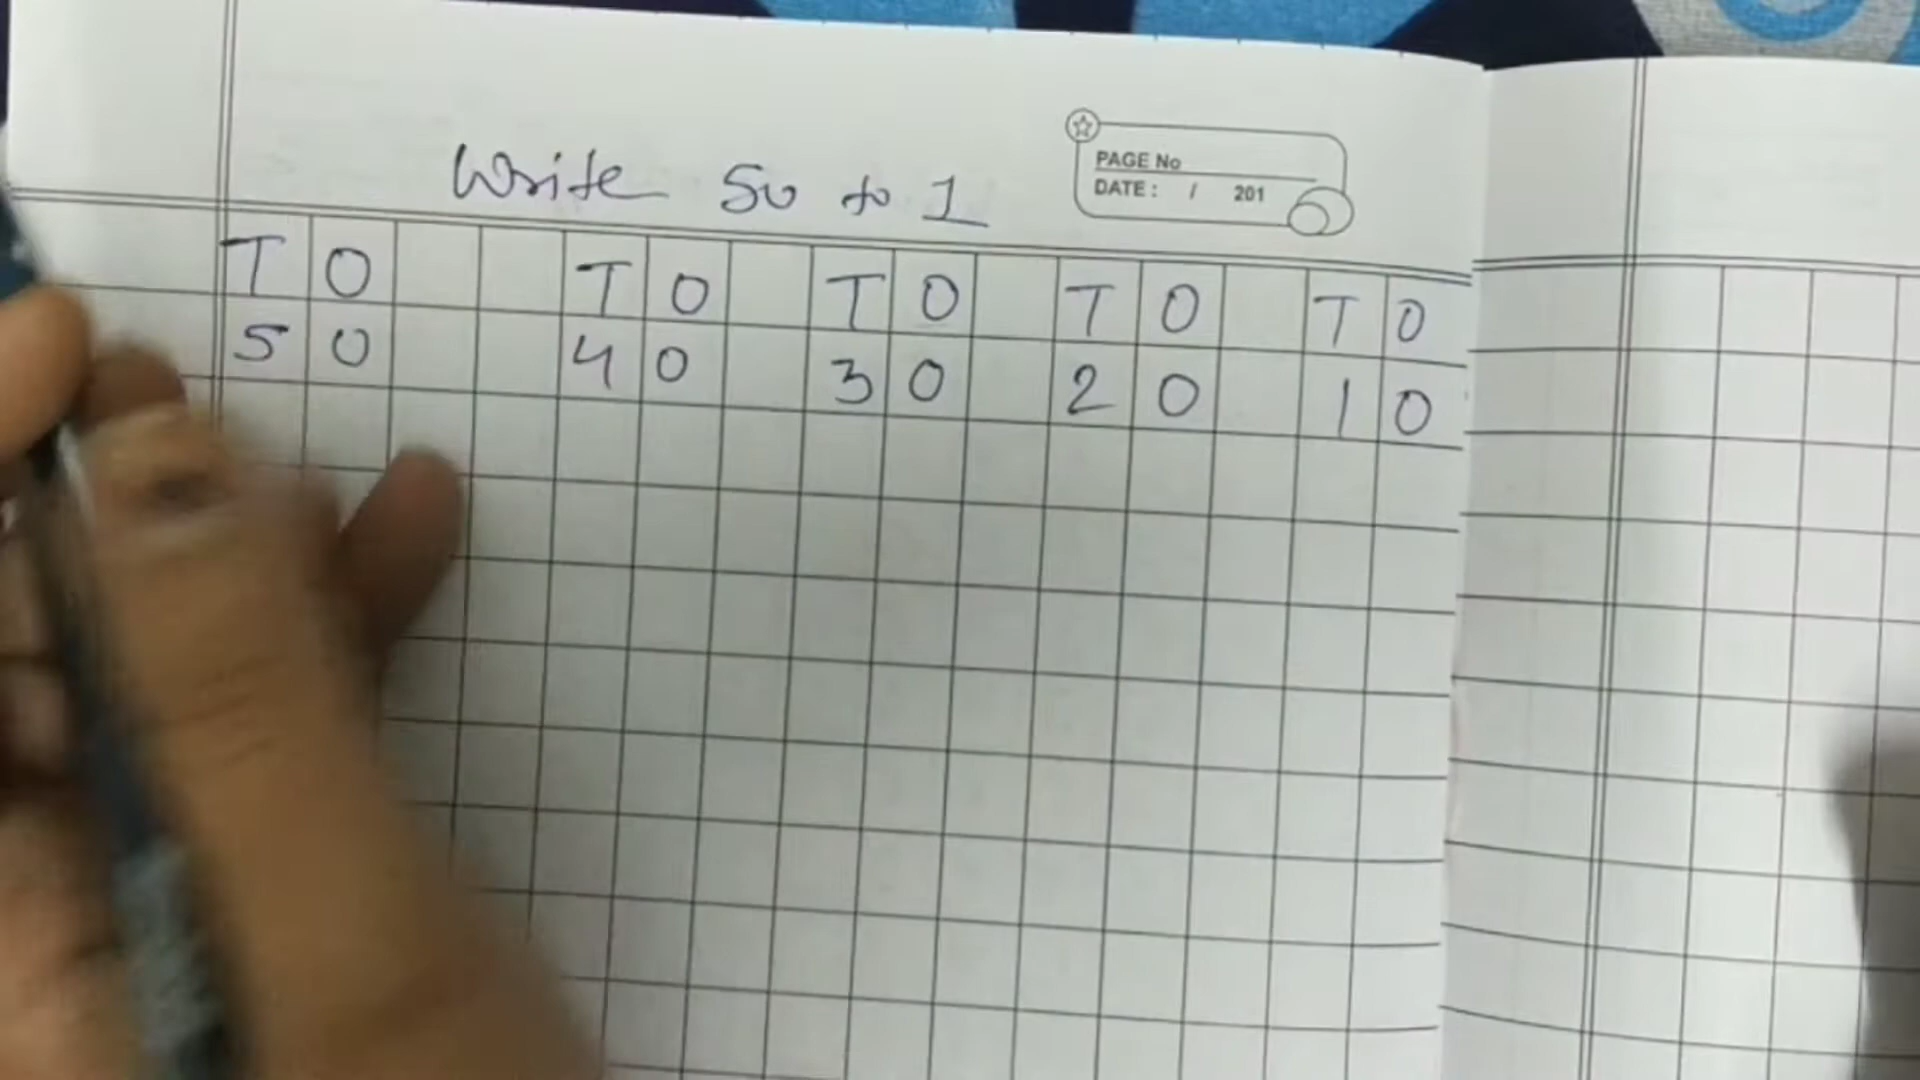 PAGE No
Write 50 to 1
DATE : / 201
T O T O T O T O T O
5 0 4 0 3 0 2 0 1 0